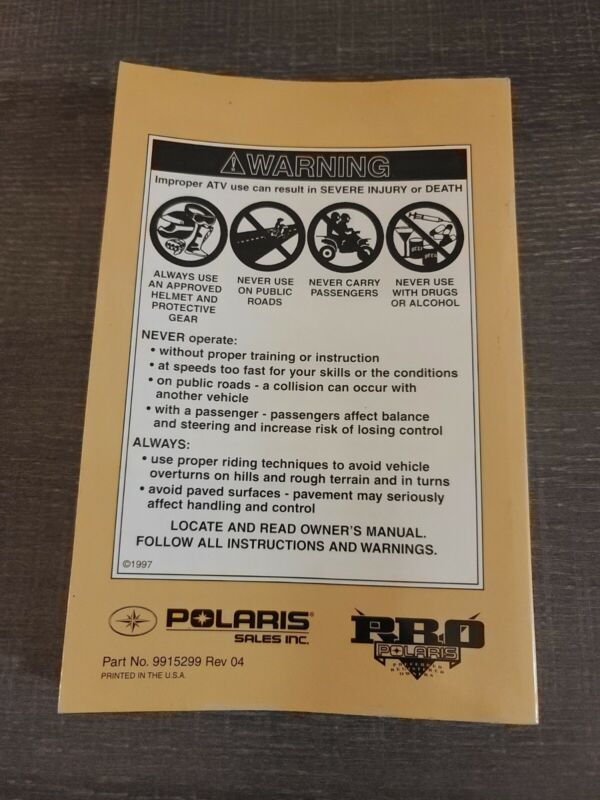 WARNING
Improper ATV use can result in SEVERE INJURY or DEATH
ALWAYS USE
AN APPROVED
HELMET AND
PROTECTIVE
GEAR
NEVER USE
ON PUBLIC
ROADS
NEVER CARRY
PASSENGERS
NEVER USE
WITH DRUGS
OR ALCOHOL
NEVER operate:
• without proper training or instruction
• at speeds too fast for your skills or the conditions
• on public roads - a collision can occur with
another vehicle
• with a passenger - passengers affect balance
and steering and increase risk of losing control
ALWAYS:
• use proper riding techniques to avoid vehicle
overturns on hills and rough terrain and in turns
• avoid paved surfaces - pavement may seriously
affect handling and control
LOCATE AND READ OWNER'S MANUAL.
FOLLOW ALL INSTRUCTIONS AND WARNINGS.
©1997
POLARIS®
SALES INC.
Part No. 9915299 Rev 04
PRINTED IN THE U.S.A.
PRO
POLARIS
PREFERRED
REGISTERED
OWNERS